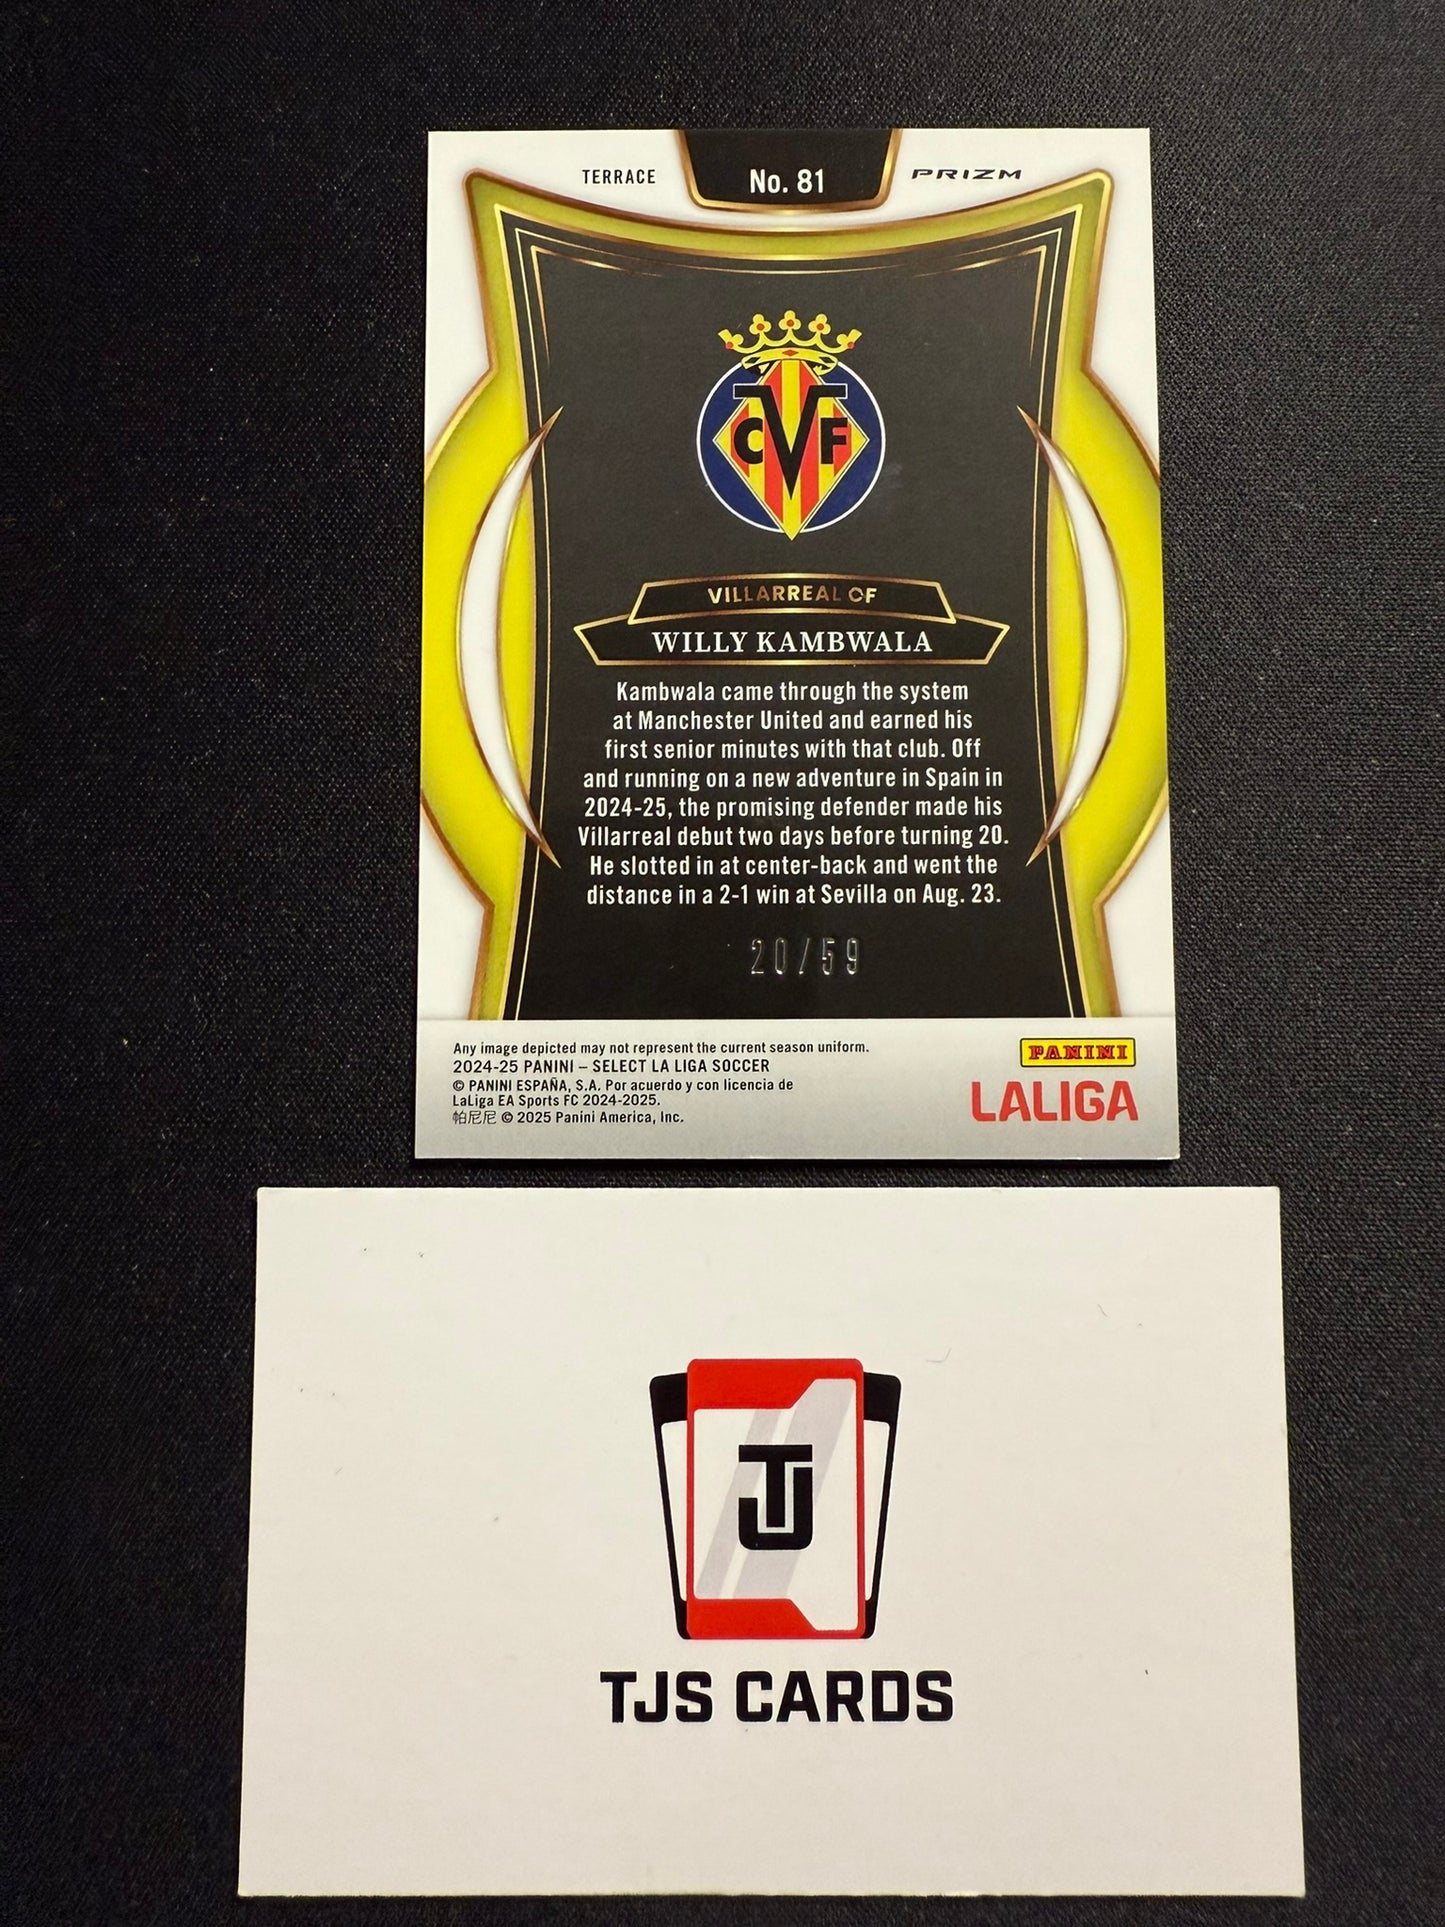 TERRACE
No. 81
PRIZM
CVF
VILLARREAL CF
WILLY KAMBWALA
Kambwala came through the system
at Manchester United and earned his
first senior minutes with that club. Off
and running on a new adventure in Spain in
2024-25, the promising defender made his
Villarreal debut two days before turning 20.
He slotted in at center-back and went the
distance in a 2-1 win at Sevilla on Aug. 23.
20/59
Any image depicted may not represent the current season uniform.
2024-25 PANINI – SELECT LA LIGA SOCCER
© PANINI ESPAÑA, S.A. Por acuerdo y con licencia de
LaLiga EA Sports FC 2024-2025.
帕尼尼 © 2025 Panini America, Inc.
PANINI
LALIGA
TJ
TJS CARDS